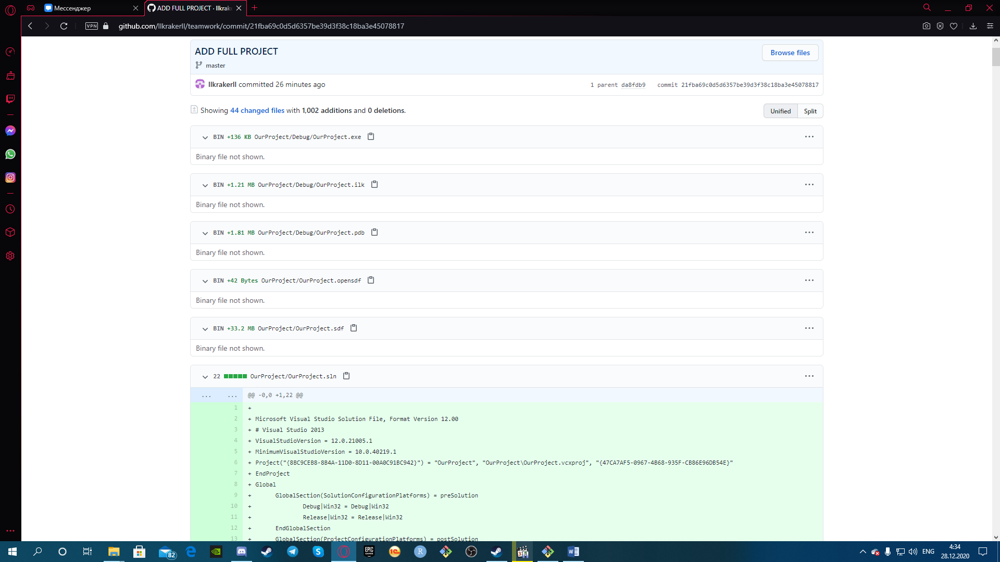 Мессенджер
ADD FULL PROJECT · llkrake
VPN
github.com/llkrakerll/teamwork/commit/21fba69c0d5d6357be39d3f38c18ba3e45078817
ADD FULL PROJECT
Browse files
master
llkrakerll committed 26 minutes ago
1 parent da8fdb9 commit 21fba69c0d5d6357be39d3f38c18ba3e45078817
Showing 44 changed files with 1,002 additions and 0 deletions.
Unified Split
BIN +136 KB OurProject/Debug/OurProject.exe
Binary file not shown.
BIN +1.21 MB OurProject/Debug/OurProject.ilk
Binary file not shown.
BIN +1.81 MB OurProject/Debug/OurProject.pdb
Binary file not shown.
BIN +42 Bytes OurProject/OurProject.opensdf
Binary file not shown.
BIN +33.2 MB OurProject/OurProject.sdf
Binary file not shown.
22 OurProject/OurProject.sln
... ... @@ -0,0 +1,22 @@
1 +
2 + Microsoft Visual Studio Solution File, Format Version 12.00
3 + # Visual Studio 2013
4 + VisualStudioVersion = 12.0.21005.1
5 + MinimumVisualStudioVersion = 10.0.40219.1
6 + Project("{8BC9CEB8-8B4A-11D0-8D11-00A0C91BC942}") = "OurProject", "OurProject\OurProject.vcxproj", "{47CA7AF5-0967-4B68-935F-CB86E96DB54E}"
7 + EndProject
8 + Global
9 + GlobalSection(SolutionConfigurationPlatforms) = preSolution
10 + Debug|Win32 = Debug|Win32
11 + Release|Win32 = Release|Win32
12 + EndGlobalSection
13 + GlobalSection(ProjectConfigurationPlatforms) = postSolution
82
EPIC GAMES
1С
R
ENG
4:34
28.12.2020